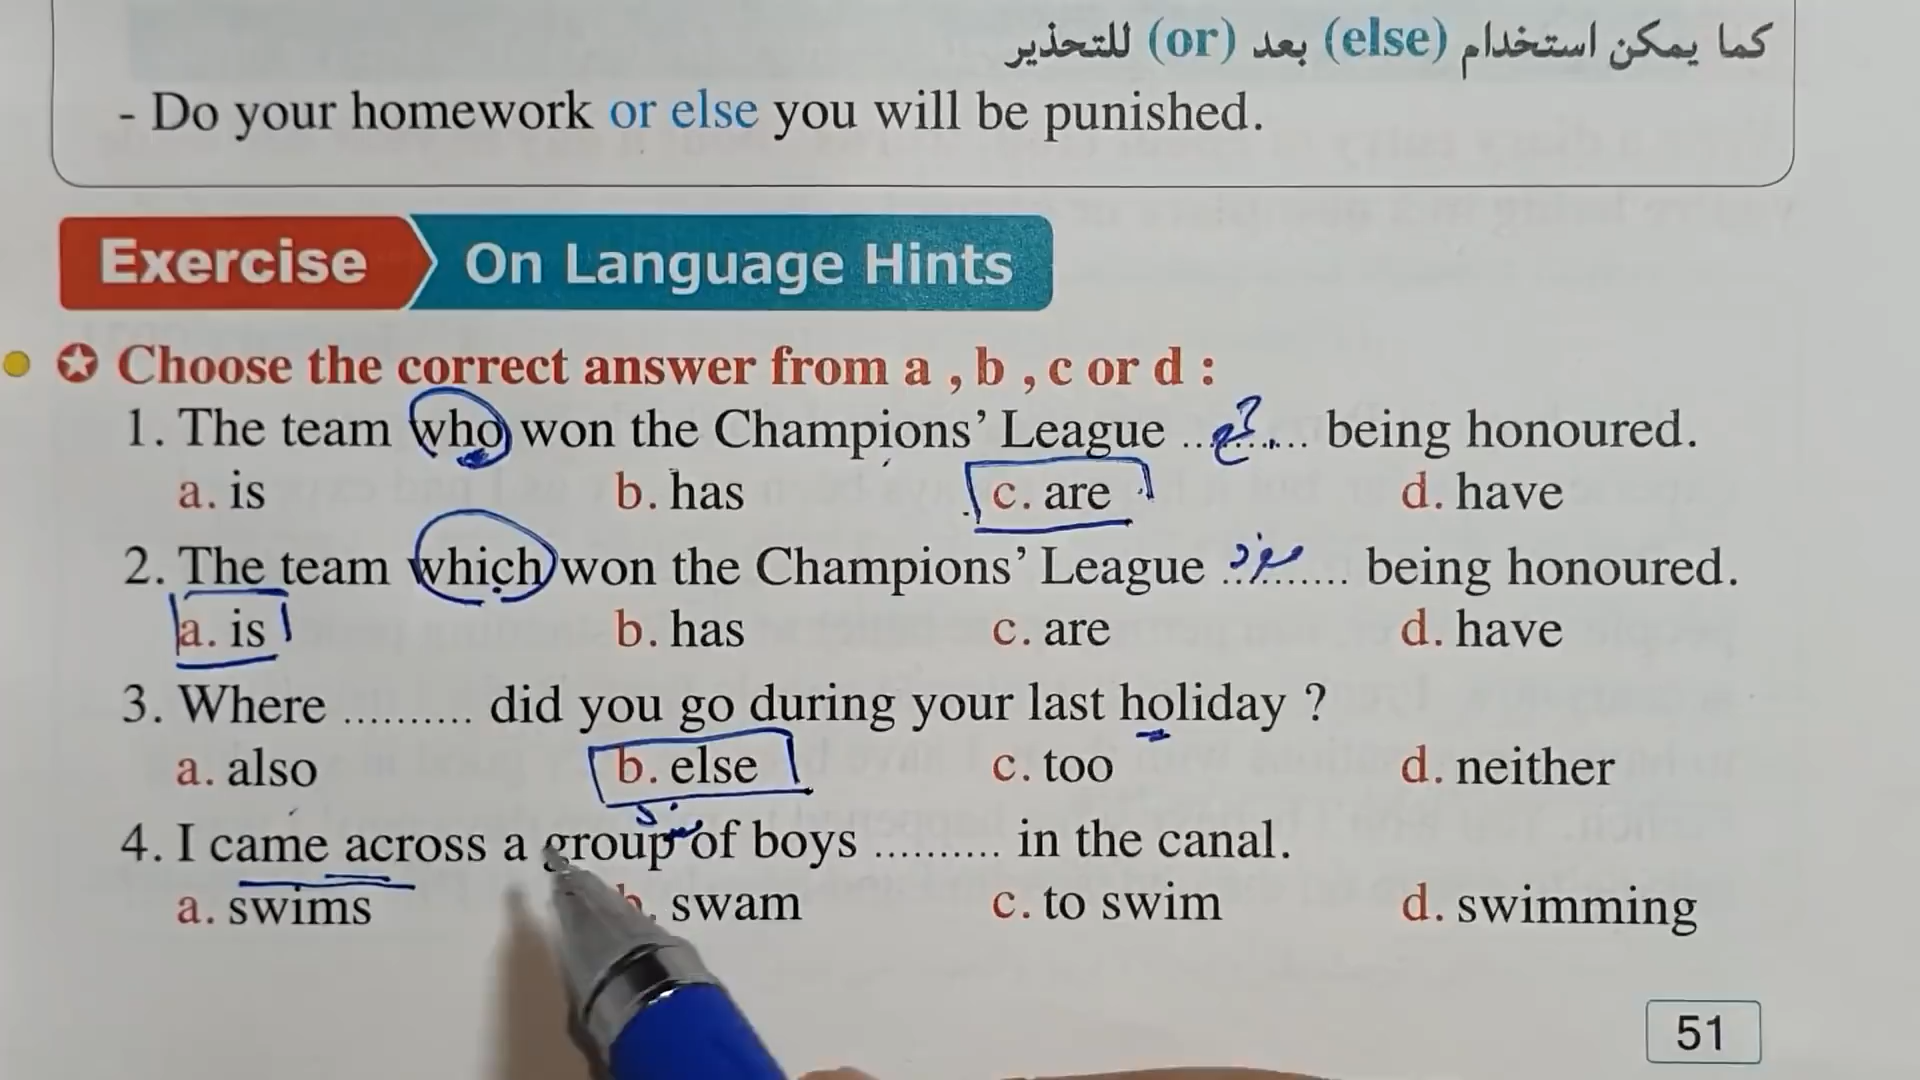 كما يمكن استخدام (else) بعد (or) للتحذير
- Do your homework or else you will be punished.
Exercise On Language Hints
Choose the correct answer from a , b , c or d :
1. The team who won the Champions’ League .......... being honoured.
جمع
a. is b. has c. are d. have
2. The team which won the Champions’ League .......... being honoured.
مفرد
a. is b. has c. are d. have
3. Where .......... did you go during your last holiday ?
a. also b. else c. too d. neither
4. I came across a group of boys .......... in the canal.
a. swims b. swam c. to swim d. swimming
51